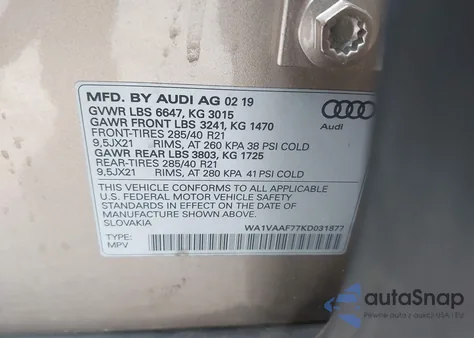 MFD. BY AUDI AG 02 19
GVWR LBS 6647, KG 3015
GAWR FRONT LBS 3241, KG 1470
FRONT-TIRES 285/40 R21
9,5JX21 RIMS, AT 260 KPA 38 PSI COLD
GAWR REAR LBS 3803, KG 1725
REAR-TIRES 285/40 R21
9,5JX21 RIMS, AT 280 KPA 41 PSI COLD
Audi
THIS VEHICLE CONFORMS TO ALL APPLICABLE
U.S. FEDERAL MOTOR VEHICLE SAFETY
STANDARDS IN EFFECT ON THE DATE OF
MANUFACTURE SHOWN ABOVE.
SLOVAKIA
WA1VAAF77KD031877
TYPE:
MPV
autoSnap